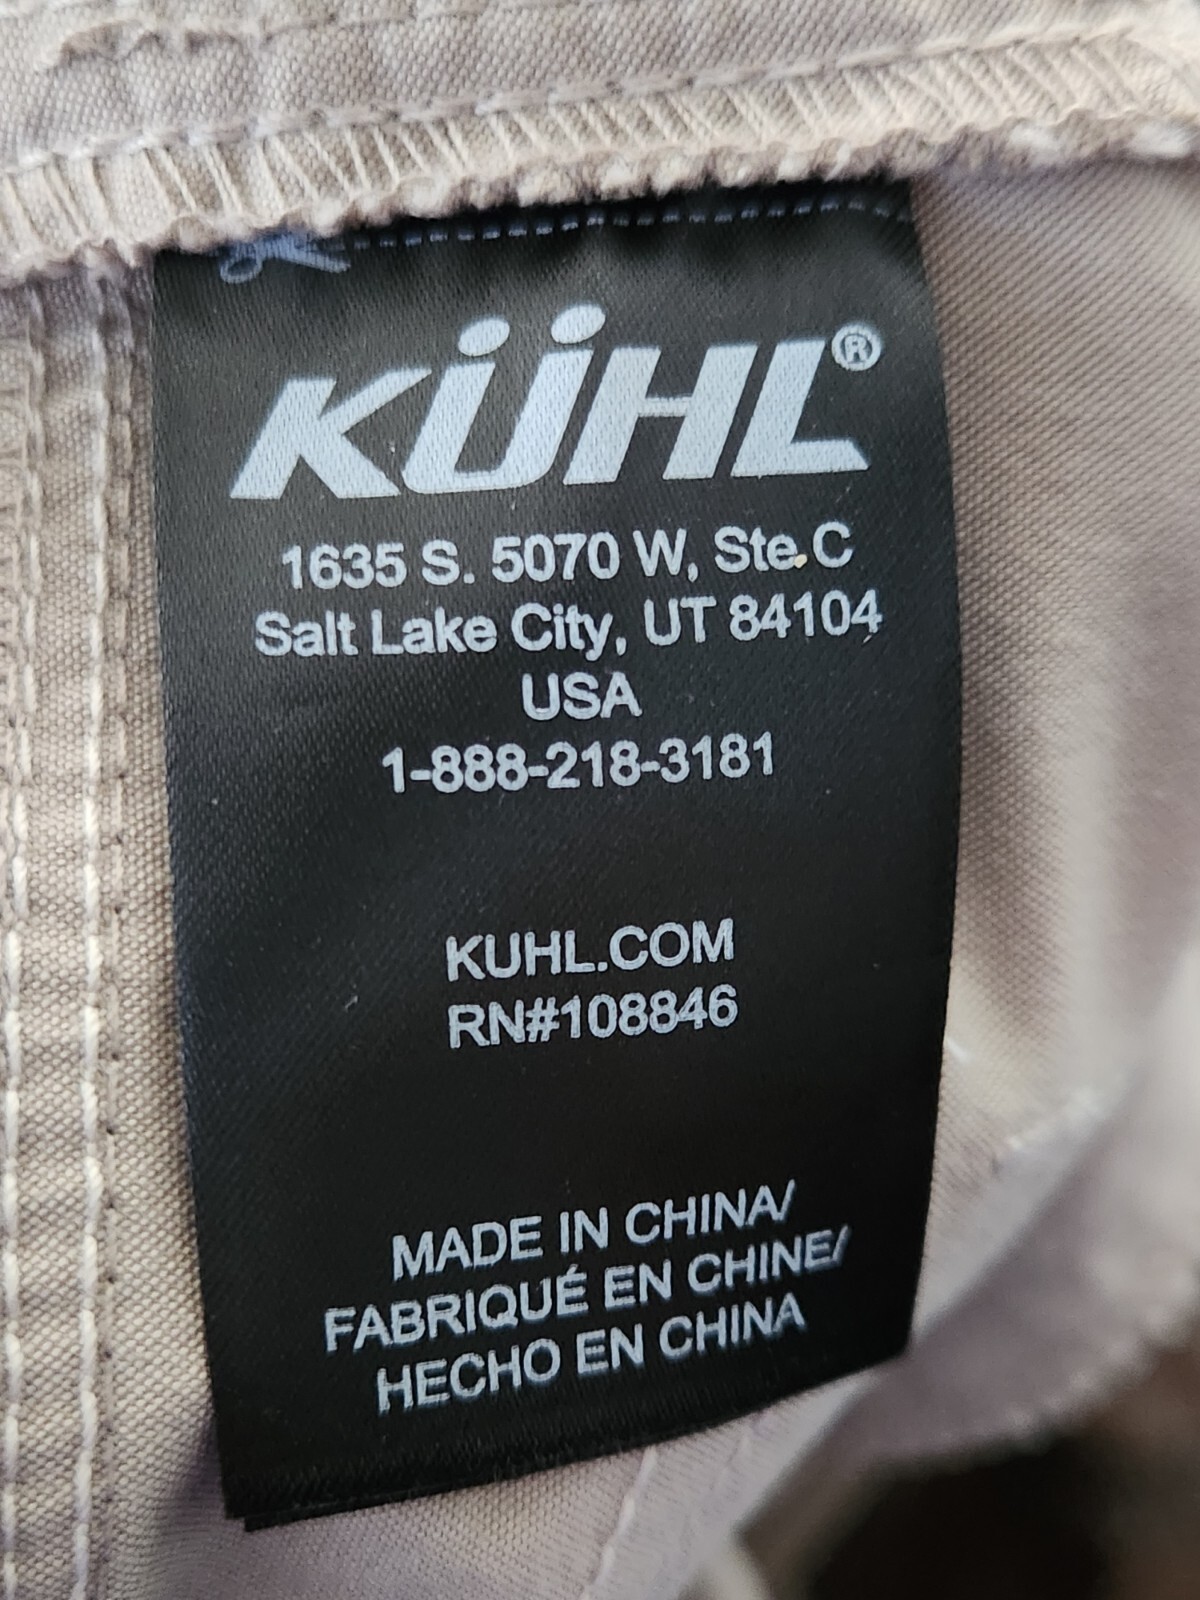 KÜHL®
1635 S. 5070 W, Ste.C
Salt Lake City, UT 84104
USA
1-888-218-3181
KUHL.COM
RN#108846
MADE IN CHINA/
FABRIQUÉ EN CHINE/
HECHO EN CHINA